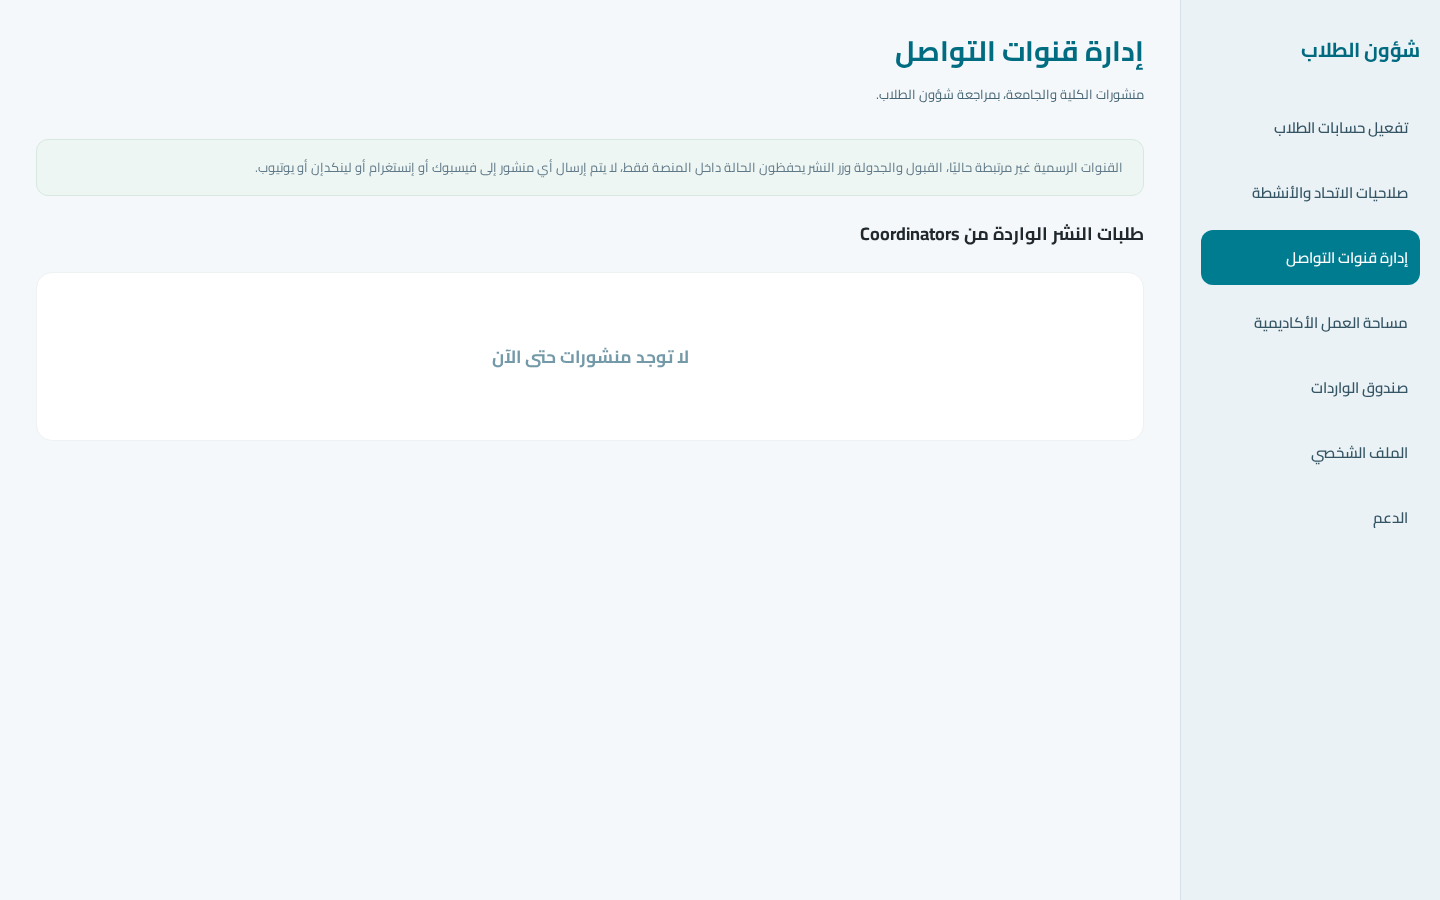 شؤون الطلاب
تفعيل حسابات الطلاب
صلاحيات الاتحاد والأنشطة
إدارة قنوات التواصل
مساحة العمل الأكاديمية
صندوق الواردات
الملف الشخصي
الدعم
إدارة قنوات التواصل
منشورات الكلية والجامعة، بمراجعة شؤون الطلاب.
القنوات الرسمية غير مرتبطة حاليًا، القبول والجدولة وزر النشر يحفظون الحالة داخل المنصة فقط، لا يتم إرسال أي منشور إلى فيسبوك أو إنستغرام أو لينكدإن أو يوتيوب.
طلبات النشر الواردة من Coordinators
لا توجد منشورات حتى الآن